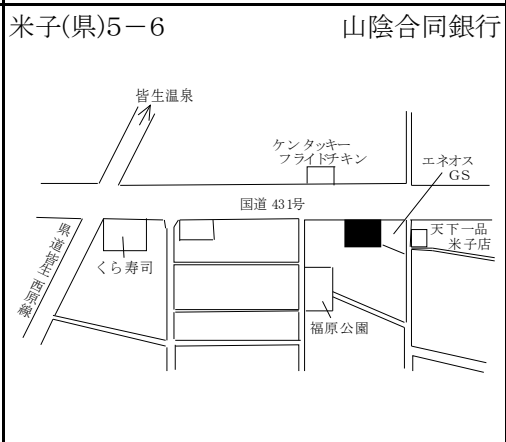 米子(県)5−6
山陰合同銀行
皆生温泉
ケンタッキー
フライドチキン
エネオス
GS
国道 431号
天下一品
米子店
県道皆生西原線
くら寿司
福原公園